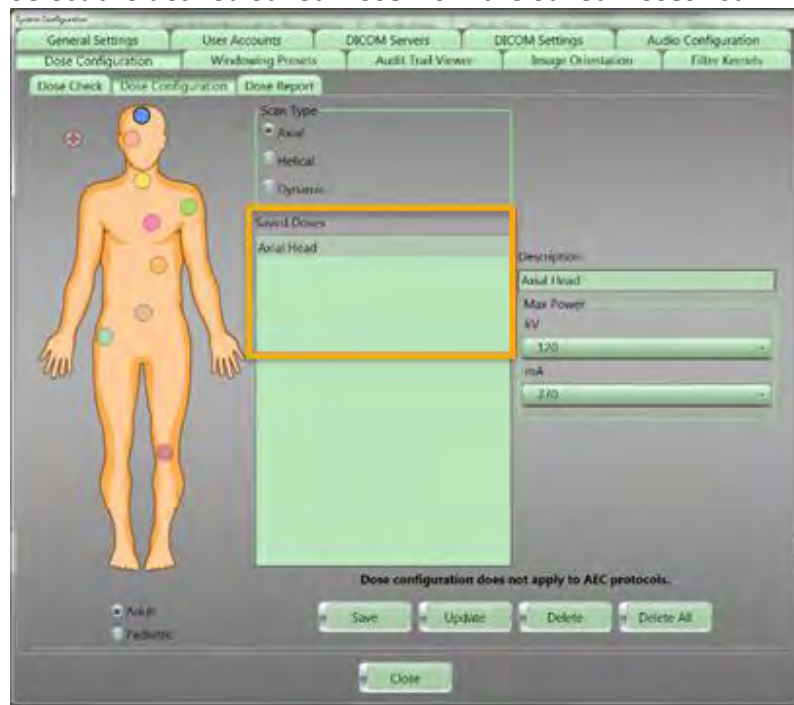 System Configuration
General Settings User Accounts DICOM Servers DICOM Settings Audio Configuration
Dose Configuration Windowing Presets Audit Trail Viewer Image Orientation Filter Kernels
Dose Check Dose Configuration Dose Report
Scan Type
Axial
Helical
Dynamic
Saved Doses
Axial Head
Description
Axial Head
Max Power
kV
120
mA
270
Dose configuration does not apply to AEC protocols.
Adult
Pediatric
Save Update Delete Delete All
Close